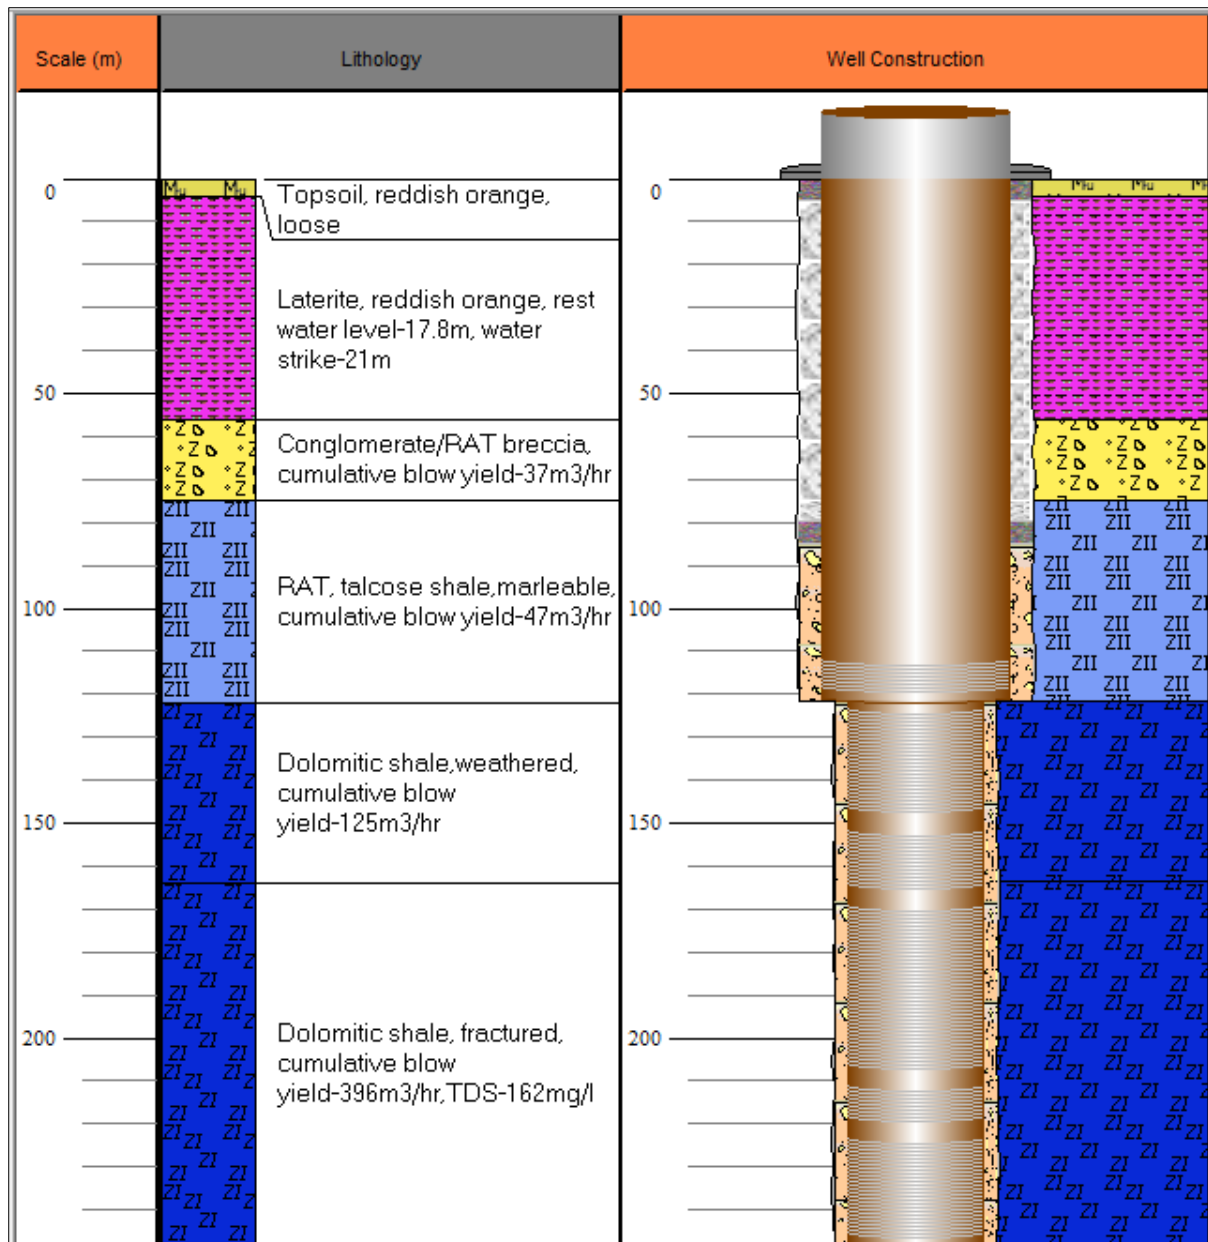 Scale (m)
Lithology
Well Construction
0
Topsoil, reddish orange,
loose
Laterite, reddish orange, rest
water level-17.8m, water
strike-21m
50
Conglomerate/RAT breccia,
cumulative blow yield-37m3/hr
RAT, talcose shale,marleable,
cumulative blow yield-47m3/hr
100
Dolomitic shale,weathered,
cumulative blow
yield-125m3/hr
150
Dolomitic shale, fractured,
cumulative blow
yield-396m3/hr,TDS-162mg/l
200
0
50
100
150
200